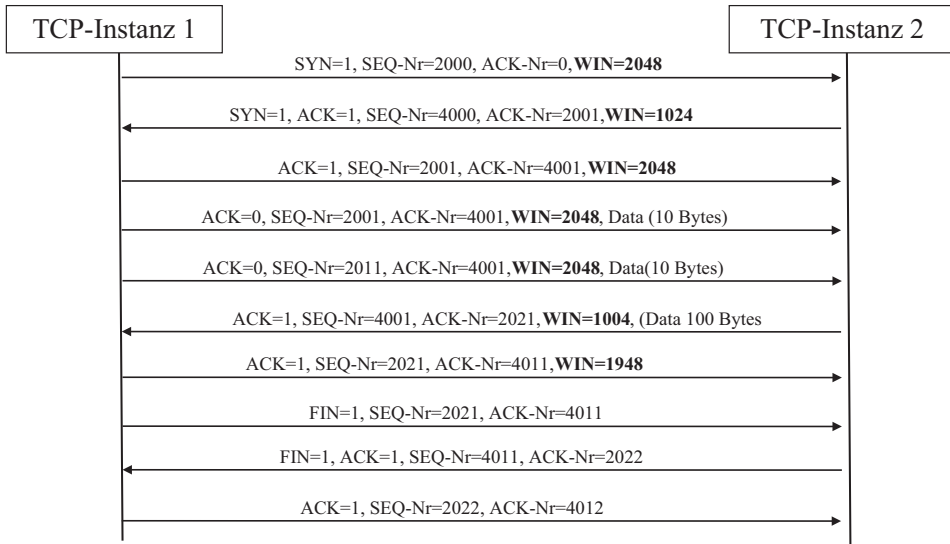 TCP-Instanz 1
TCP-Instanz 2
SYN=1, SEQ-Nr=2000, ACK-Nr=0,WIN=2048
SYN=1, ACK=1, SEQ-Nr=4000, ACK-Nr=2001,WIN=1024
ACK=1, SEQ-Nr=2001, ACK-Nr=4001,WIN=2048
ACK=0, SEQ-Nr=2001, ACK-Nr=4001,WIN=2048, Data (10 Bytes)
ACK=0, SEQ-Nr=2011, ACK-Nr=4001,WIN=2048, Data(10 Bytes)
ACK=1, SEQ-Nr=4001, ACK-Nr=2021,WIN=1004, (Data 100 Bytes
ACK=1, SEQ-Nr=2021, ACK-Nr=4011,WIN=1948
FIN=1, SEQ-Nr=2021, ACK-Nr=4011
FIN=1, ACK=1, SEQ-Nr=4011, ACK-Nr=2022
ACK=1, SEQ-Nr=2022, ACK-Nr=4012